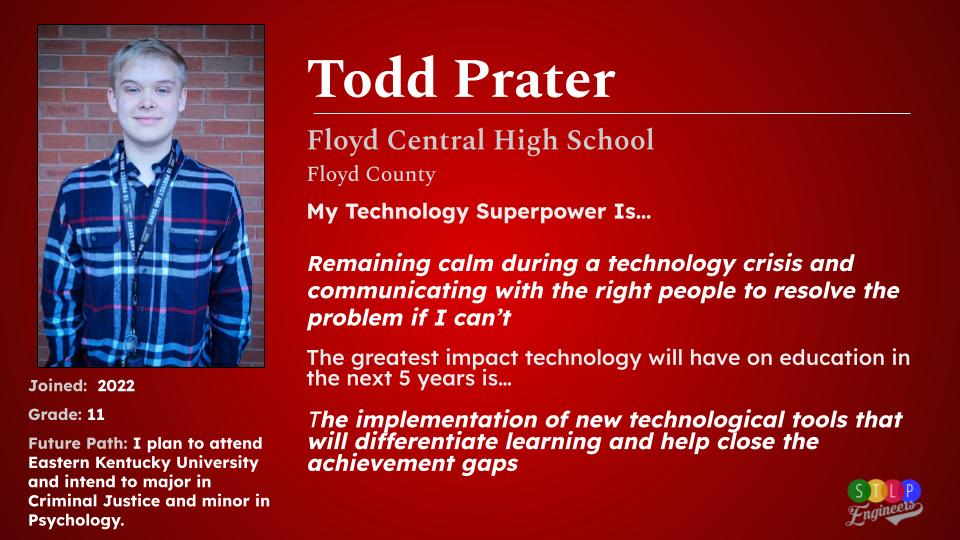 Todd Prater
Floyd Central High School
Floyd County
My Technology Superpower Is...
Remaining calm during a technology crisis and
communicating with the right people to resolve the
problem if I can't
The greatest impact technology will have on education in
the next 5 years is...
The implementation of new technological tools that
will differentiate learning and help close the
achievement gaps
Joined: 2022
Grade: 11
Future Path: I plan to attend
Eastern Kentucky University
and intend to major in
Criminal Justice and minor in
Psychology.
STLP
Engineers